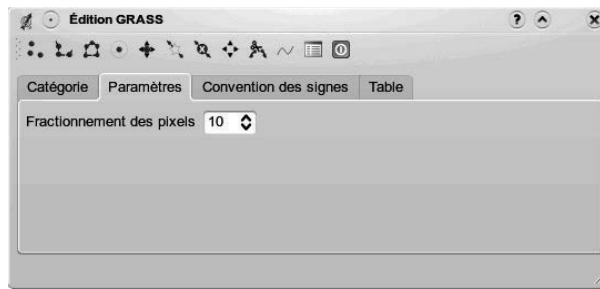 Édition GRASS
Catégorie Paramètres Convention des signes Table
Fractionnement des pixels 10